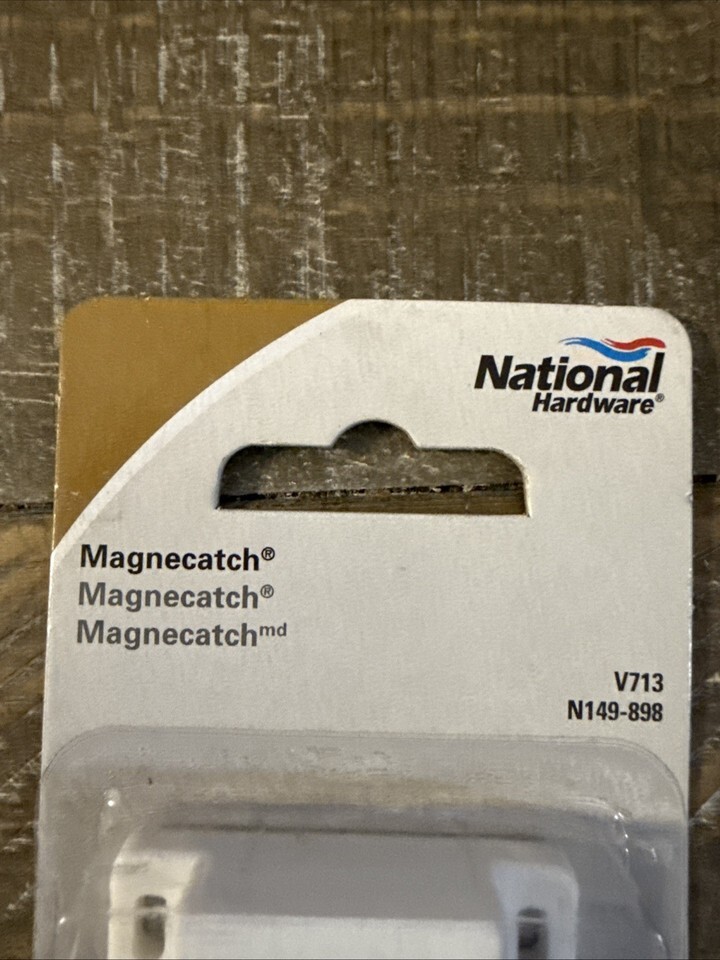 National
Hardware®
Magnecatch®
Magnecatch®
Magnecatchmd
V713
N149-898